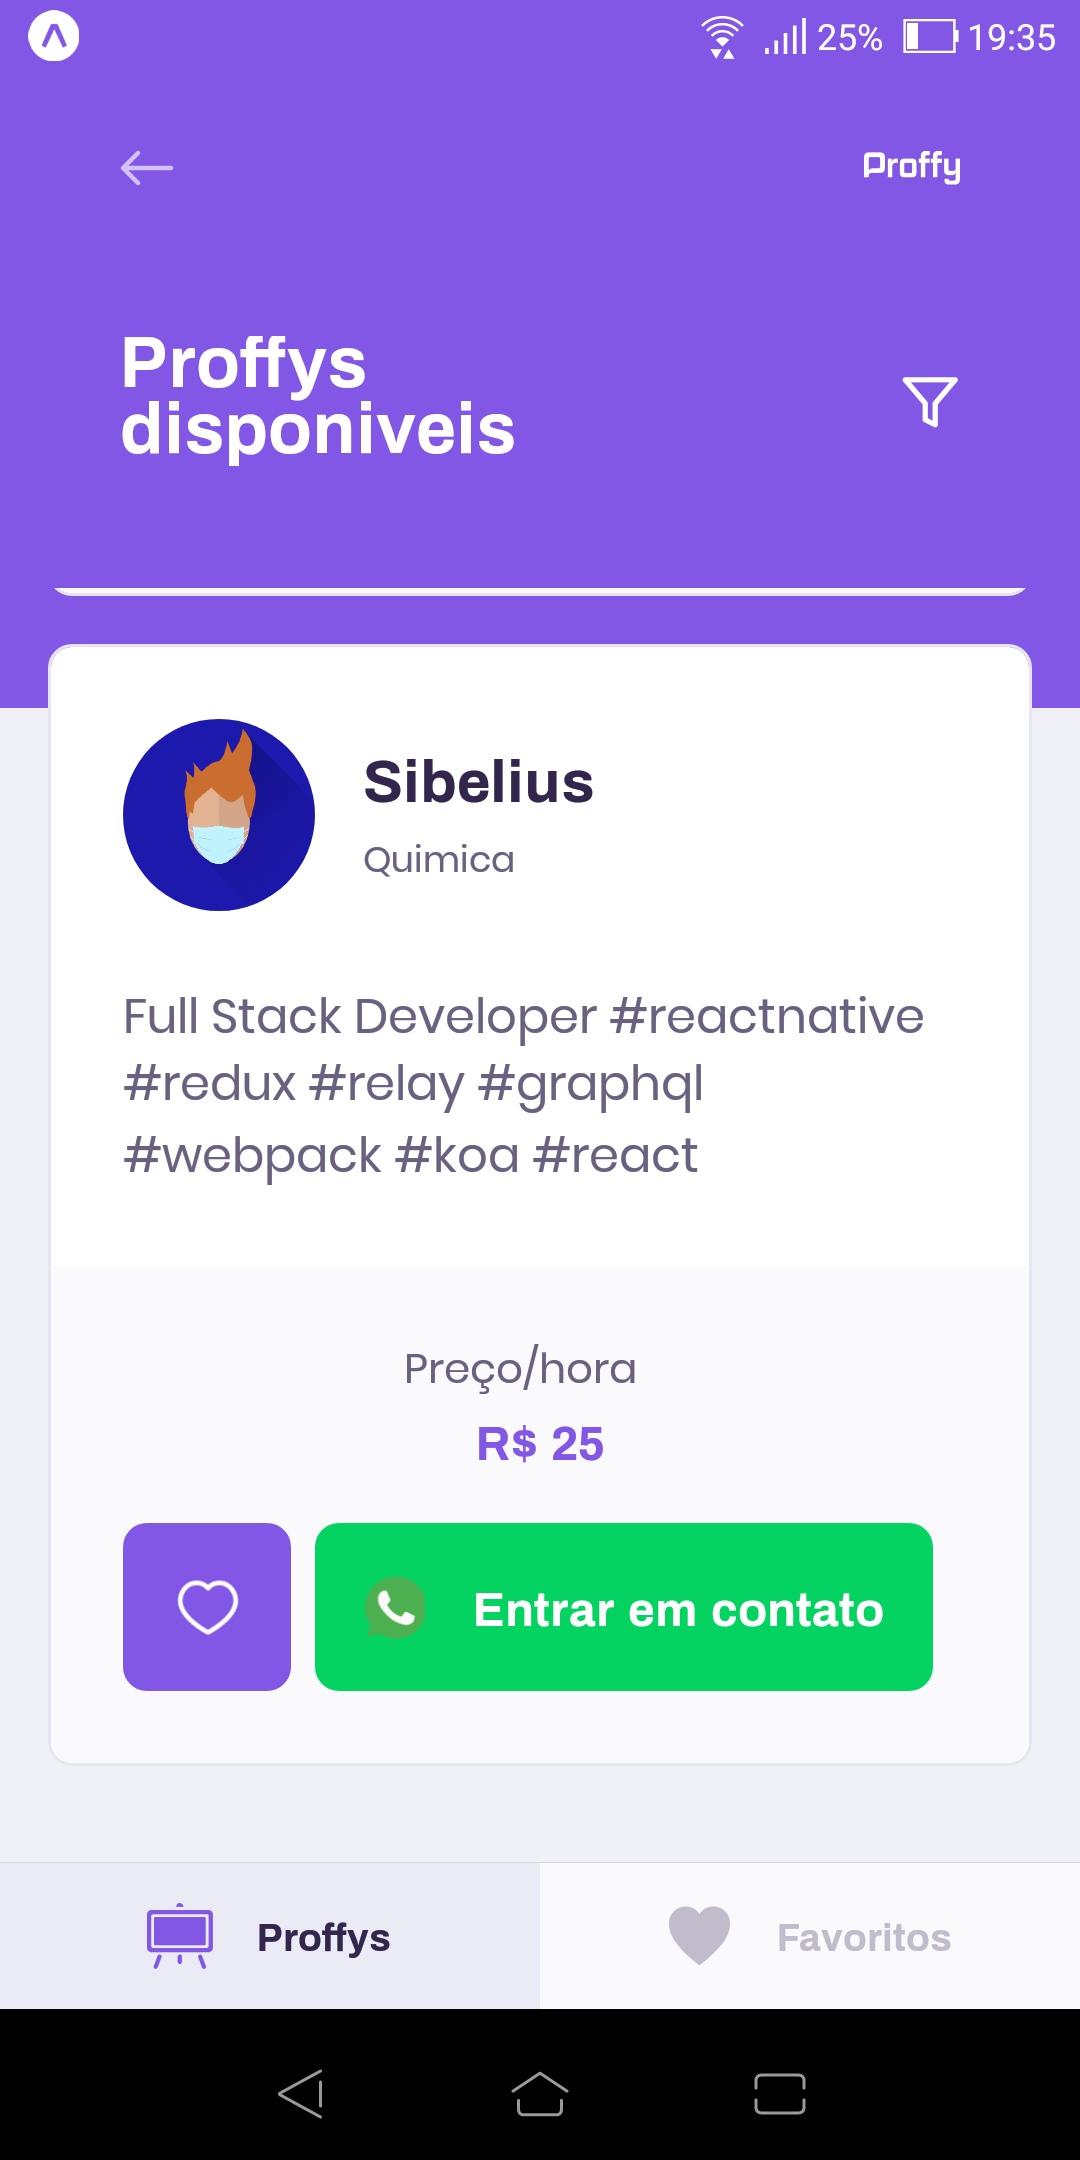 25% 19:35
Proffy
Proffys
disponiveis
Sibelius
Quimica
Full Stack Developer #reactnative
#redux #relay #graphql
#webpack #koa #react
Preço/hora
R$ 25
Entrar em contato
Proffys
Favoritos